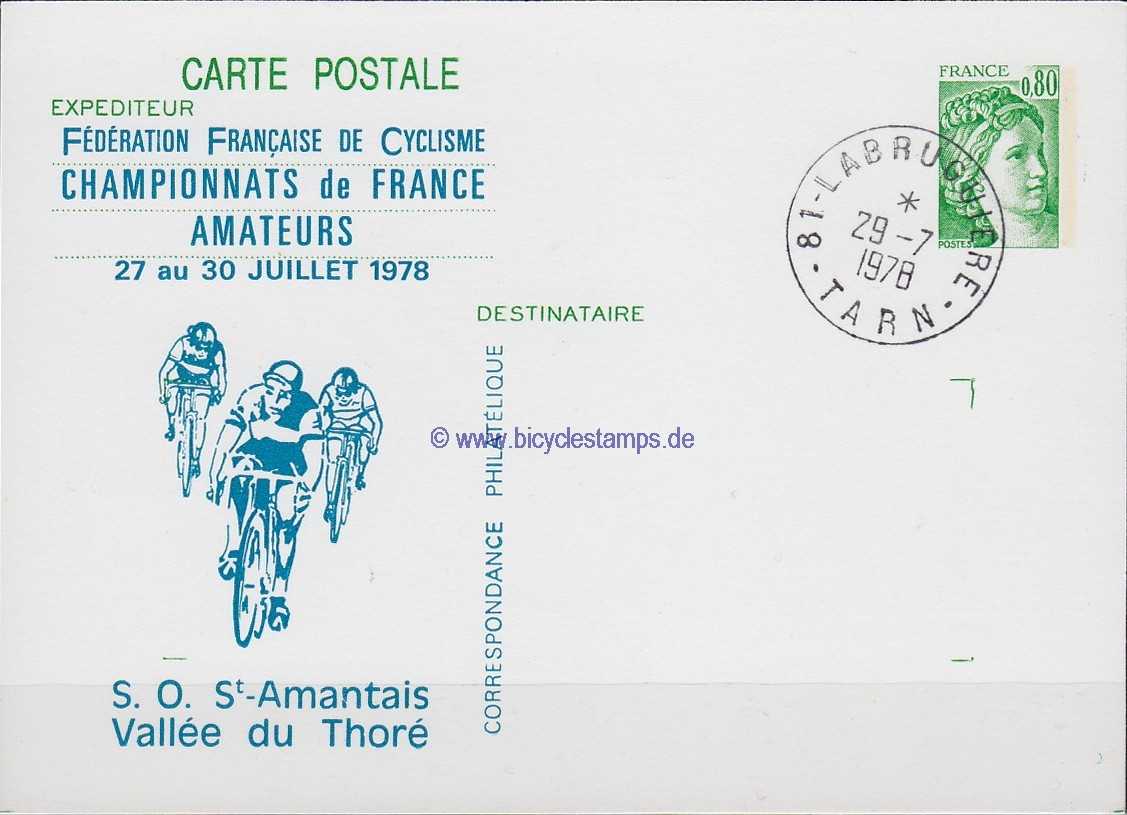 CARTE POSTALE
EXPEDITEUR
FÉDÉRATION FRANÇAISE DE CYCLISME
CHAMPIONNATS de FRANCE
AMATEURS
27 au 30 JUILLET 1978
FRANCE
0,80
POSTES
81-LABRUGUIERE
*
29-7
1978
TARN
DESTINATAIRE
CORRESPONDANCE PHILATÉLIQUE
© www.bicyclestamps.de
S. O. St-Amantais
Vallée du Thoré